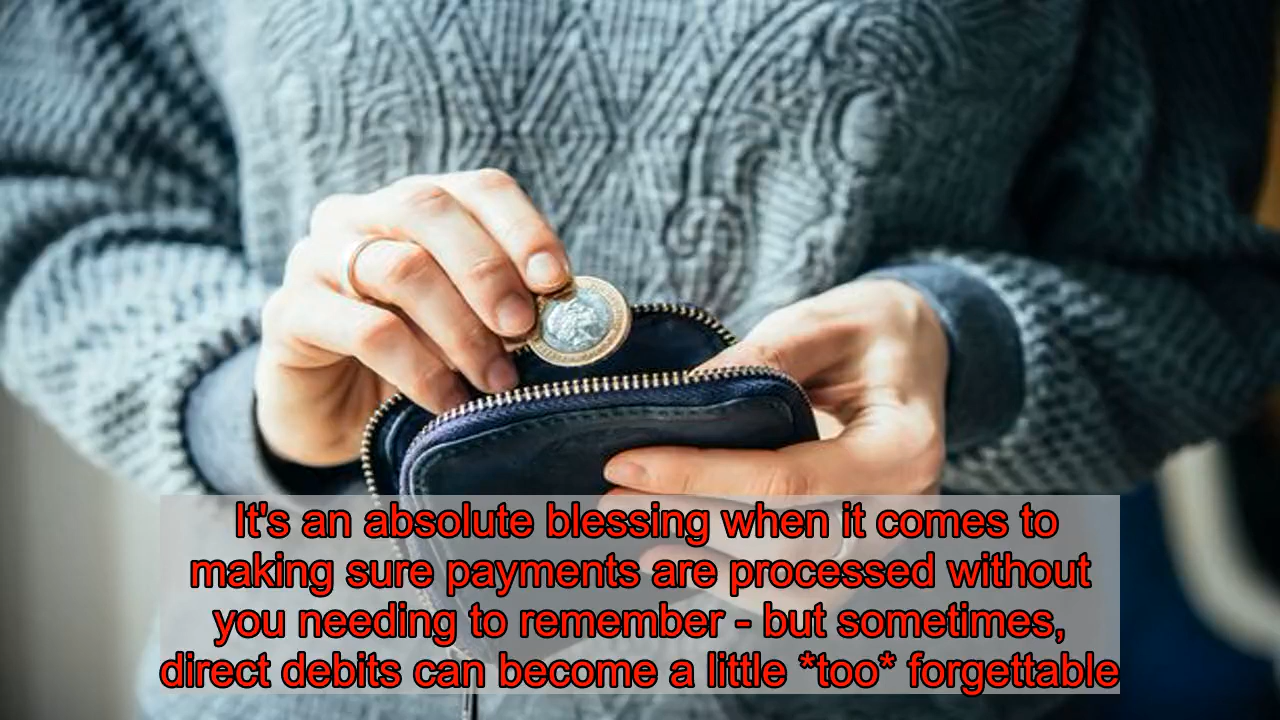 It's an absolute blessing when it comes to
making sure payments are processed without
you needing to remember - but sometimes,
direct debits can become a little *too* forgettable